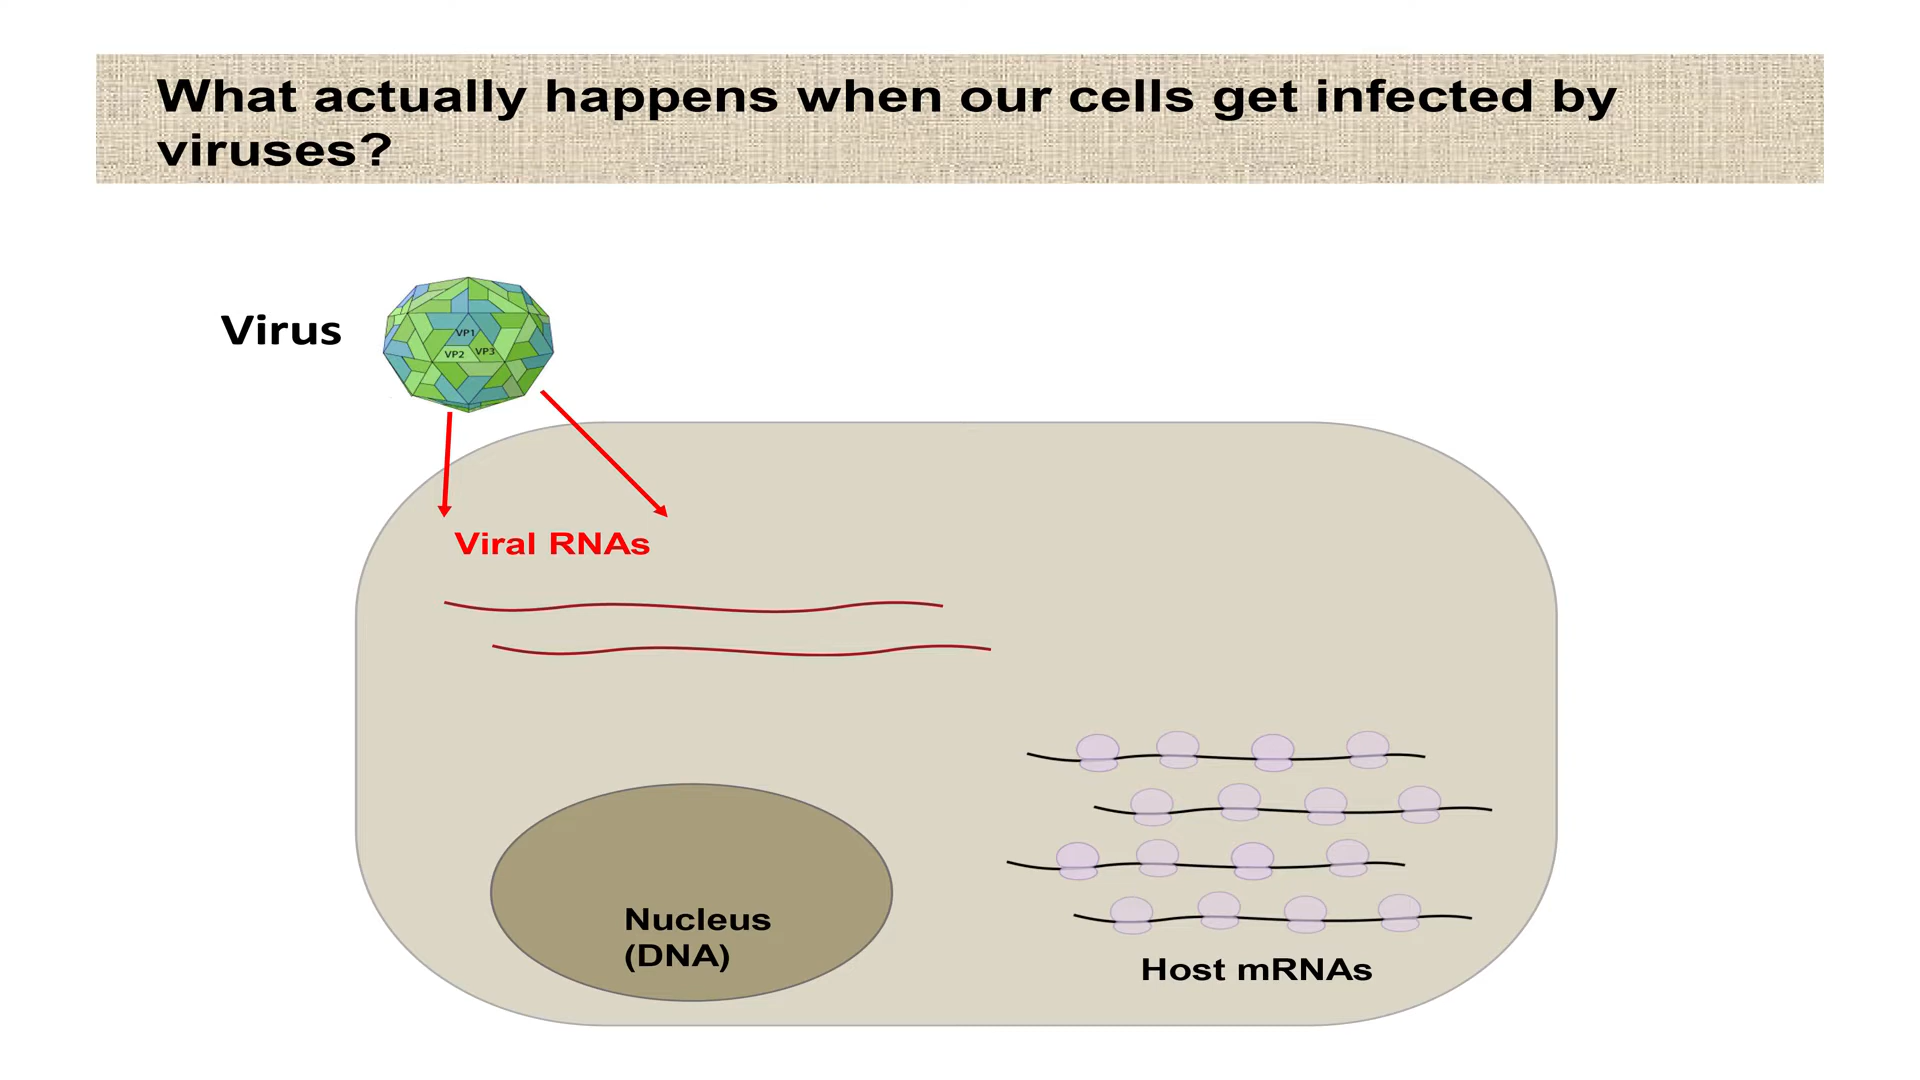 What actually happens when our cells get infected by
viruses?
Virus
VP1
VP2 VP3
Viral RNAs
Nucleus
(DNA)
Host mRNAs